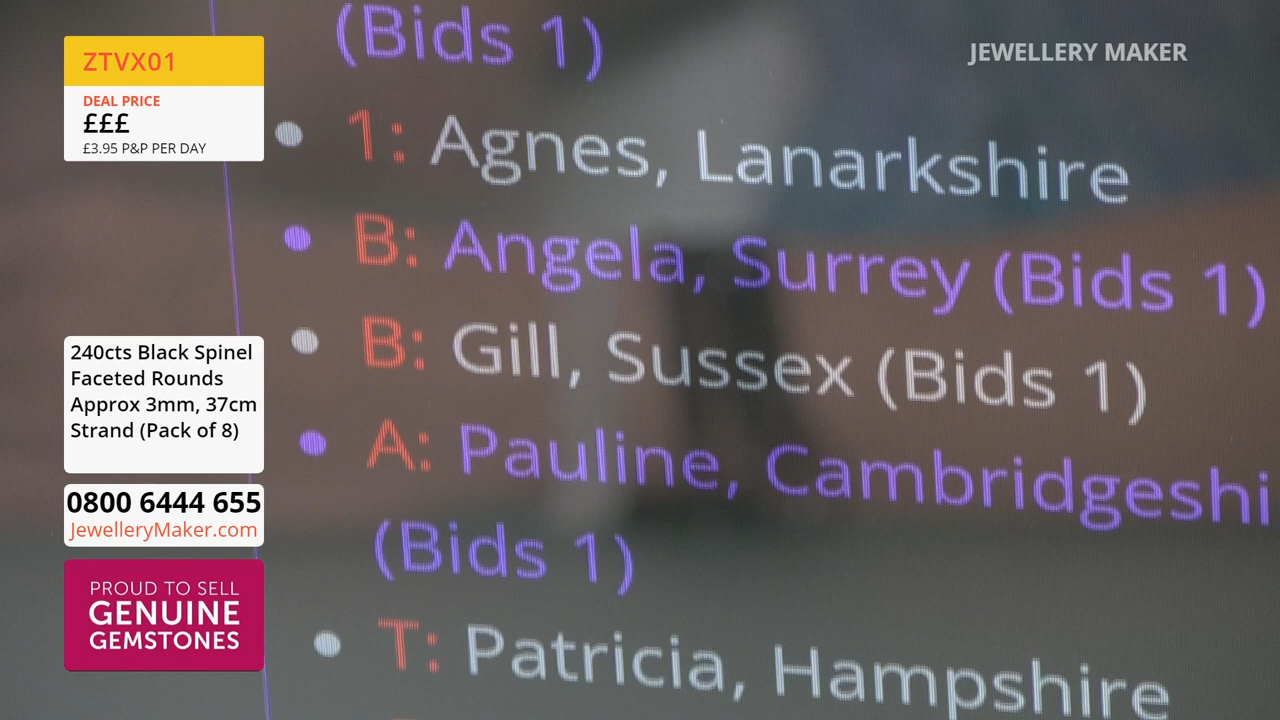 ZTVX01
DEAL PRICE
£££
£3.95 P&P PER DAY
240cts Black Spinel
Faceted Rounds
Approx 3mm, 37cm
Strand (Pack of 8)
0800 6444 655
JewelleryMaker.com
PROUD TO SELL
GENUINE
GEMSTONES
JEWELLERY MAKER
(Bids 1)
• 1: Agnes, Lanarkshire
• B: Angela, Surrey (Bids 1)
• B: Gill, Sussex (Bids 1)
• A: Pauline, Cambridgeshi
(Bids 1)
• T: Patricia, Hampshire